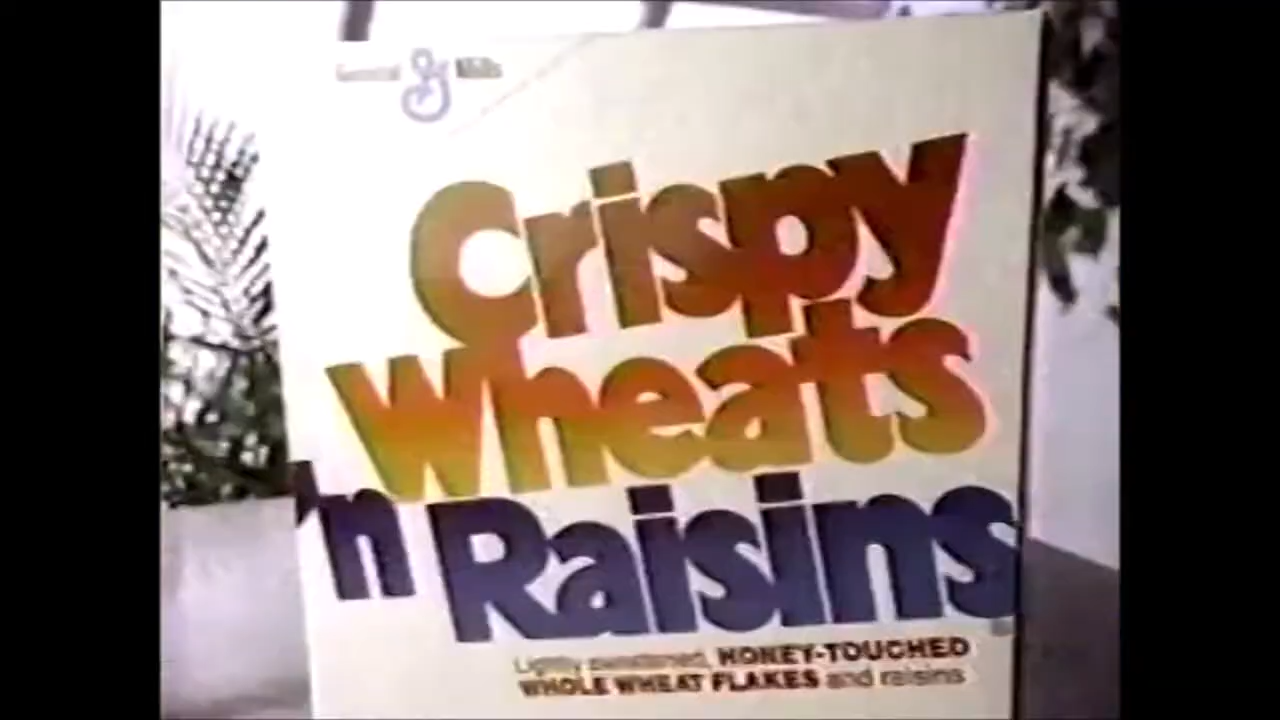 General Mills
Crispy
Wheats
'n Raisins
Lightly sweetened, HONEY-TOUCHED
WHOLE WHEAT FLAKES and raisins